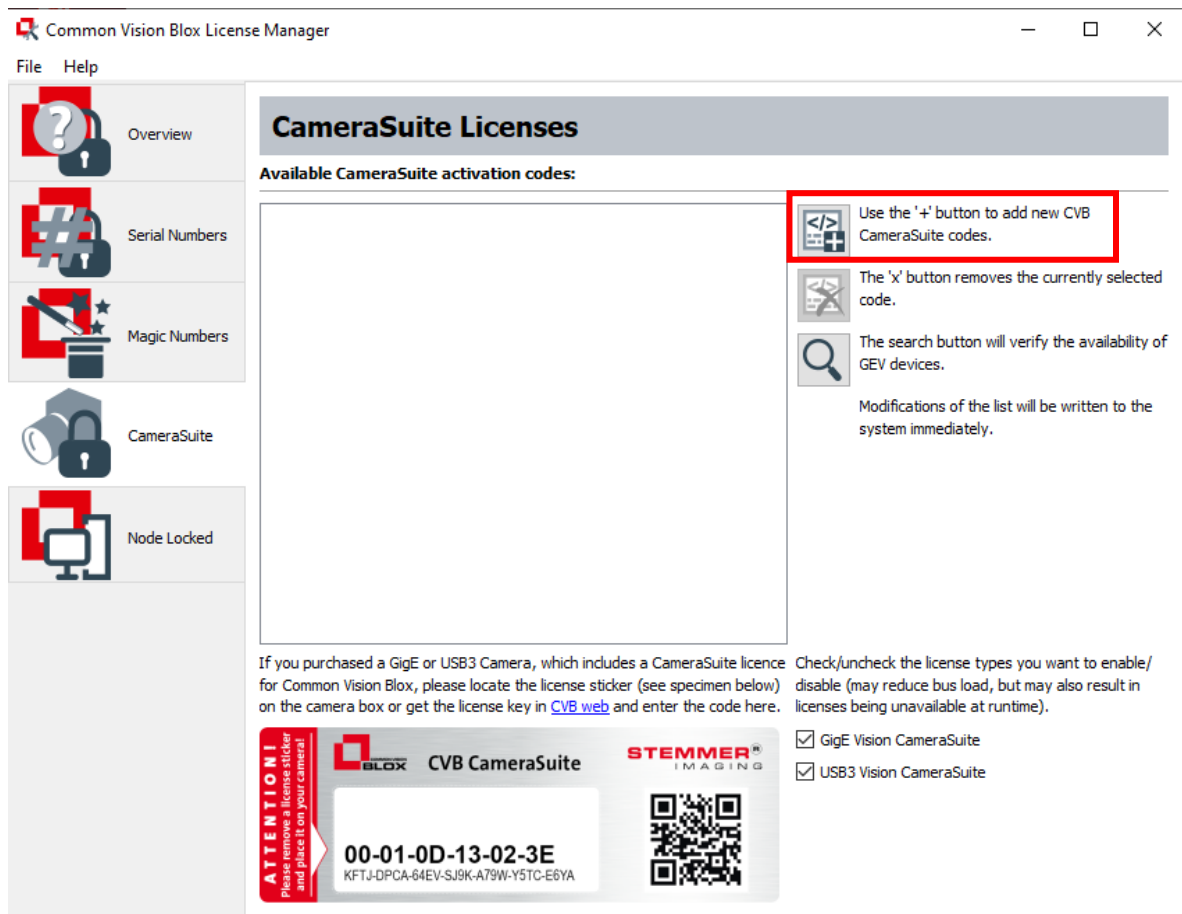 Common Vision Blox License Manager
File Help
Overview
Serial Numbers
Magic Numbers
CameraSuite
Node Locked
CameraSuite Licenses
Available CameraSuite activation codes:
Use the '+' button to add new CVB
CameraSuite codes.
The 'x' button removes the currently selected
code.
The search button will verify the availability of
GEV devices.
Modifications of the list will be written to the
system immediately.
If you purchased a GigE or USB3 Camera, which includes a CameraSuite licence
for Common Vision Blox, please locate the license sticker (see specimen below)
on the camera box or get the license key in CVB web and enter the code here.
Check/uncheck the license types you want to enable/
disable (may reduce bus load, but may also result in
licenses being unavailable at runtime).
GigE Vision CameraSuite
USB3 Vision CameraSuite
ATTENTION!
Please remove a license sticker
and place it on your camera!
COMMON VISION
BLOX
CVB CameraSuite
STEMMER®
IMAGING
00-01-0D-13-02-3E
KFTJ-DPCA-64EV-SJ9K-A79W-Y5TC-E6YA